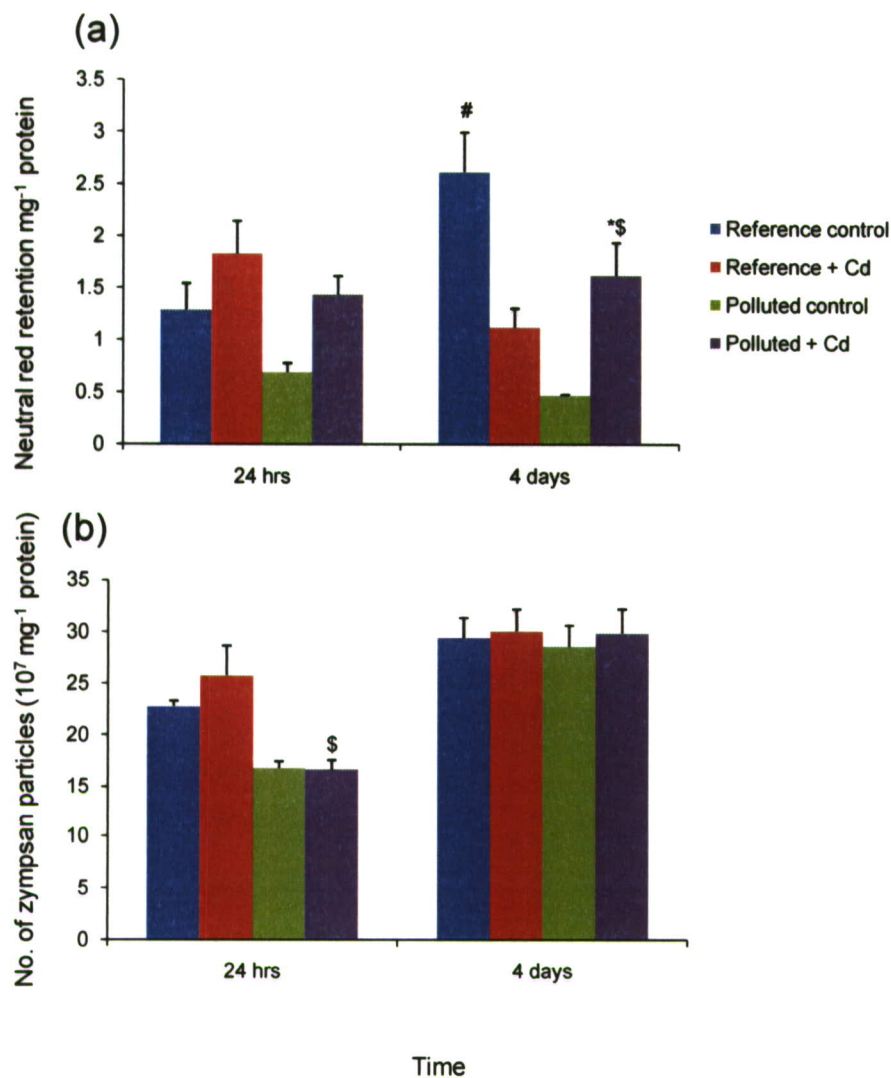 (a)
Neutral red retention mg⁻¹ protein
3.5
3
2.5
2
1.5
1
0.5
0
#
*$
24 hrs
4 days
Reference control
Reference + Cd
Polluted control
Polluted + Cd
(b)
No. of zympsan particles (10⁷ mg⁻¹ protein)
35
30
25
20
15
10
5
0
$
24 hrs
4 days
Time